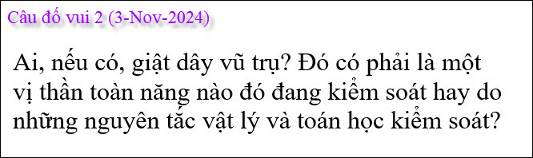 Câu đố vui 2 (3-Nov-2024)
Ai, nếu có, giật dây vũ trụ? Đó có phải là một
vị thần toàn năng nào đó đang kiểm soát hay do
những nguyên tắc vật lý và toán học kiểm soát?